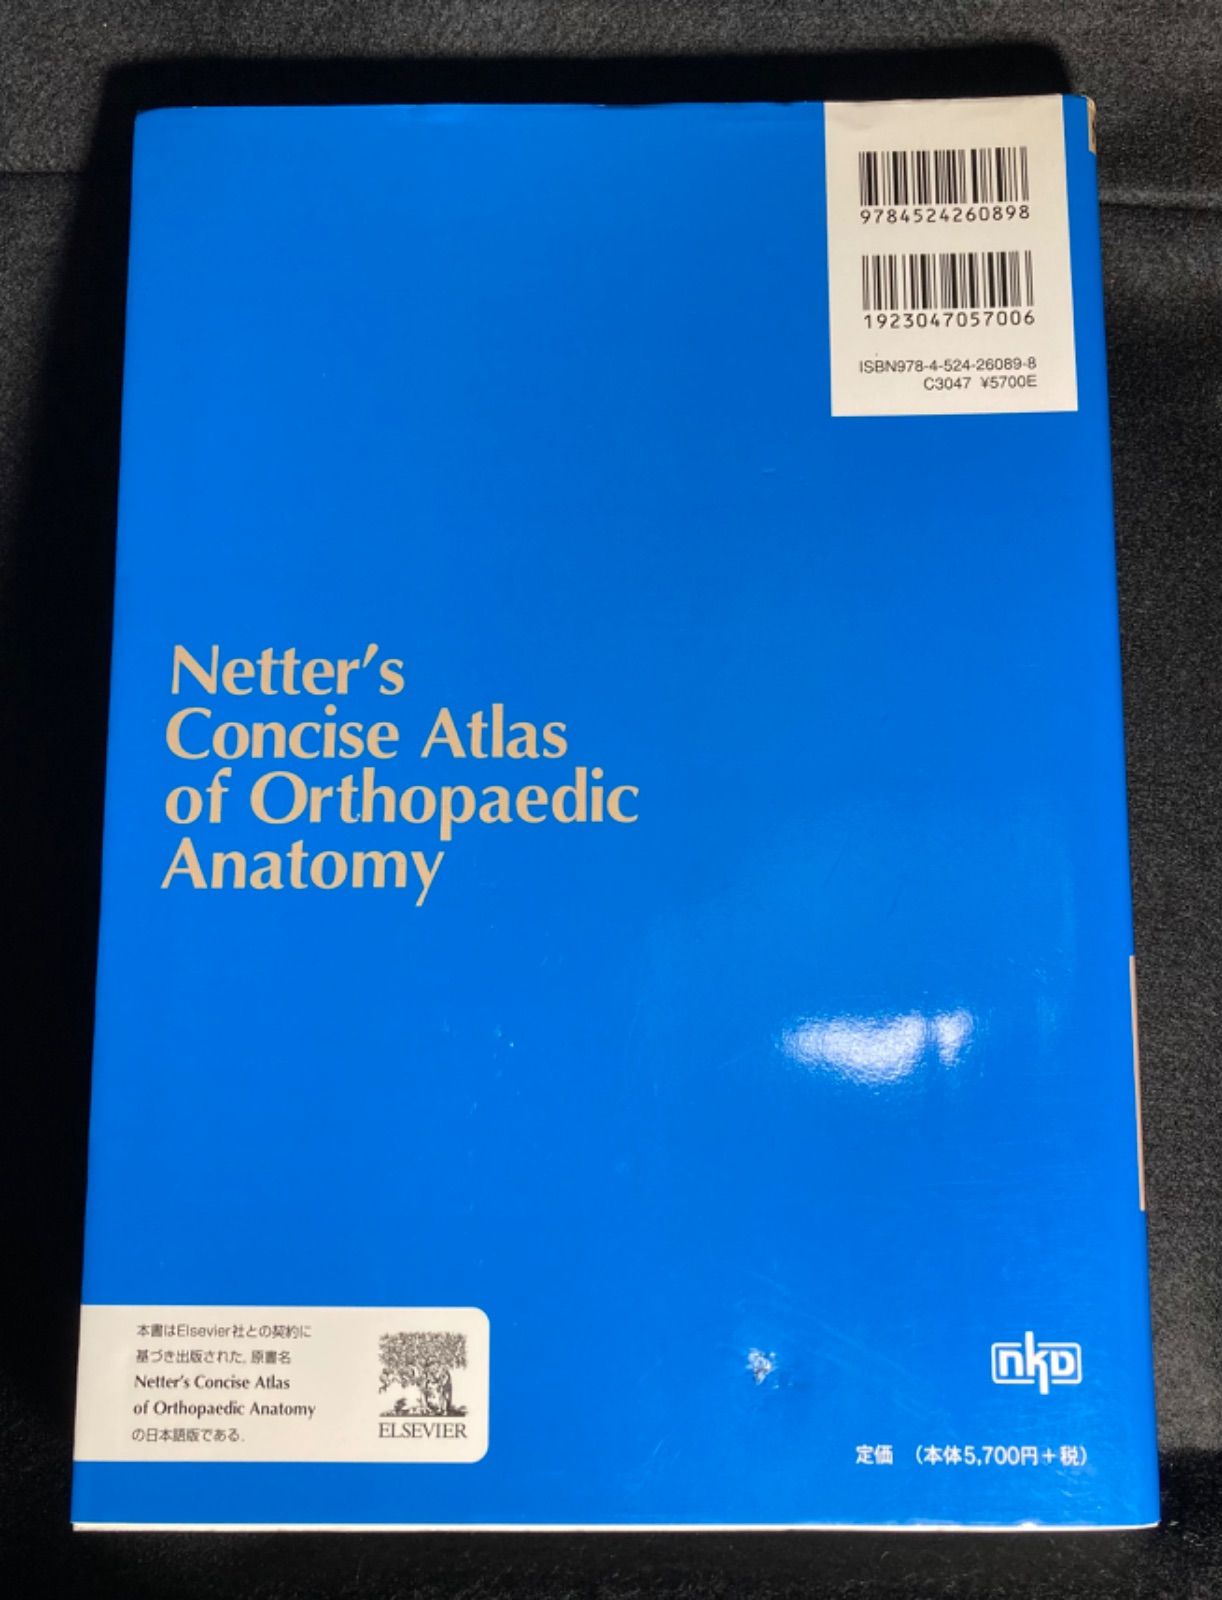 9784524260898
1923047057006
ISBN978-4-524-26089-8
C3047 ¥5700E
Netter's
Concise Atlas
of Orthopaedic
Anatomy
本書はElsevier社との契約に
基づき出版された.原書名
Netter's Concise Atlas
of Orthopaedic Anatomy
の日本語版である.
ELSEVIER
nkD
定価 （本体5,700円＋税）